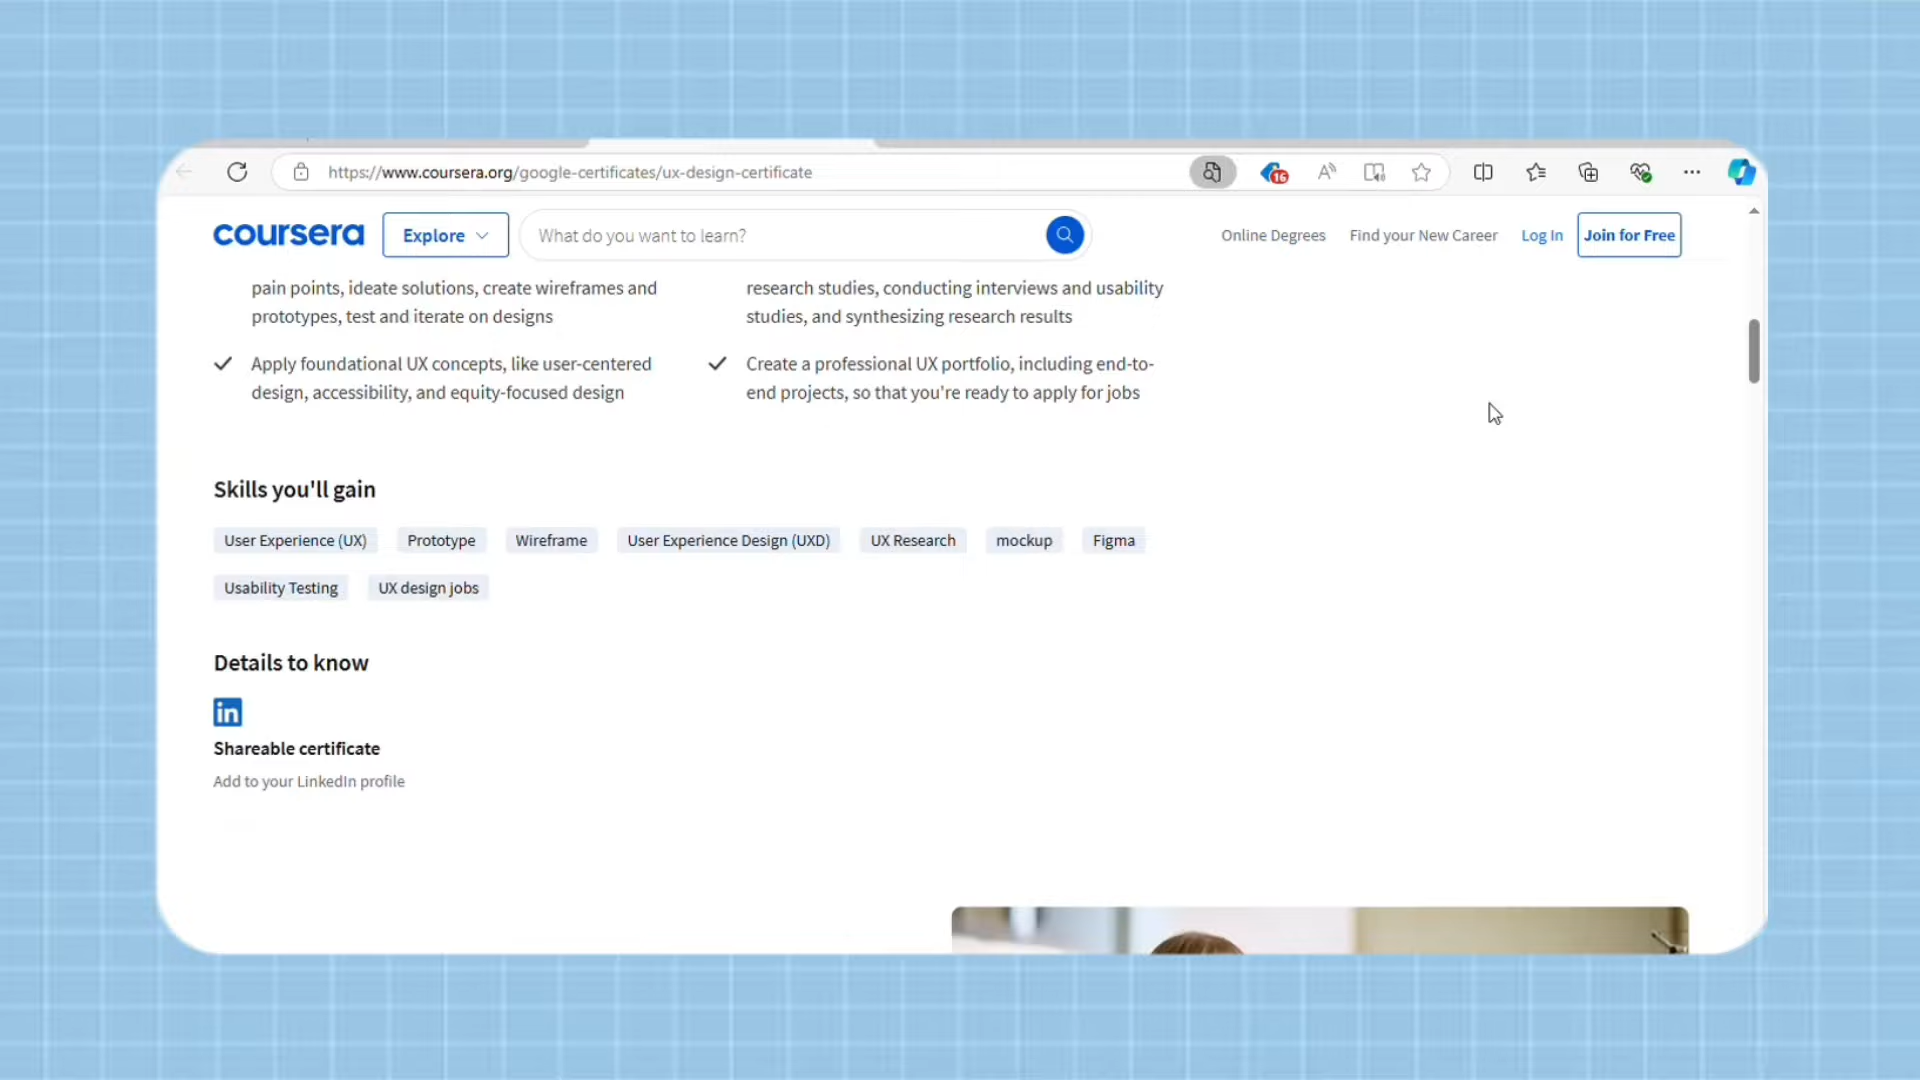 https://www.coursera.org/google-certificates/ux-design-certificate
16
coursera
Explore
What do you want to learn?
Online Degrees
Find your New Career
Log In
Join for Free
pain points, ideate solutions, create wireframes and
prototypes, test and iterate on designs
research studies, conducting interviews and usability
studies, and synthesizing research results
Apply foundational UX concepts, like user-centered
design, accessibility, and equity-focused design
Create a professional UX portfolio, including end-to-
end projects, so that you're ready to apply for jobs
Skills you'll gain
User Experience (UX)
Prototype
Wireframe
User Experience Design (UXD)
UX Research
mockup
Figma
Usability Testing
UX design jobs
Details to know
in
Shareable certificate
Add to your LinkedIn profile